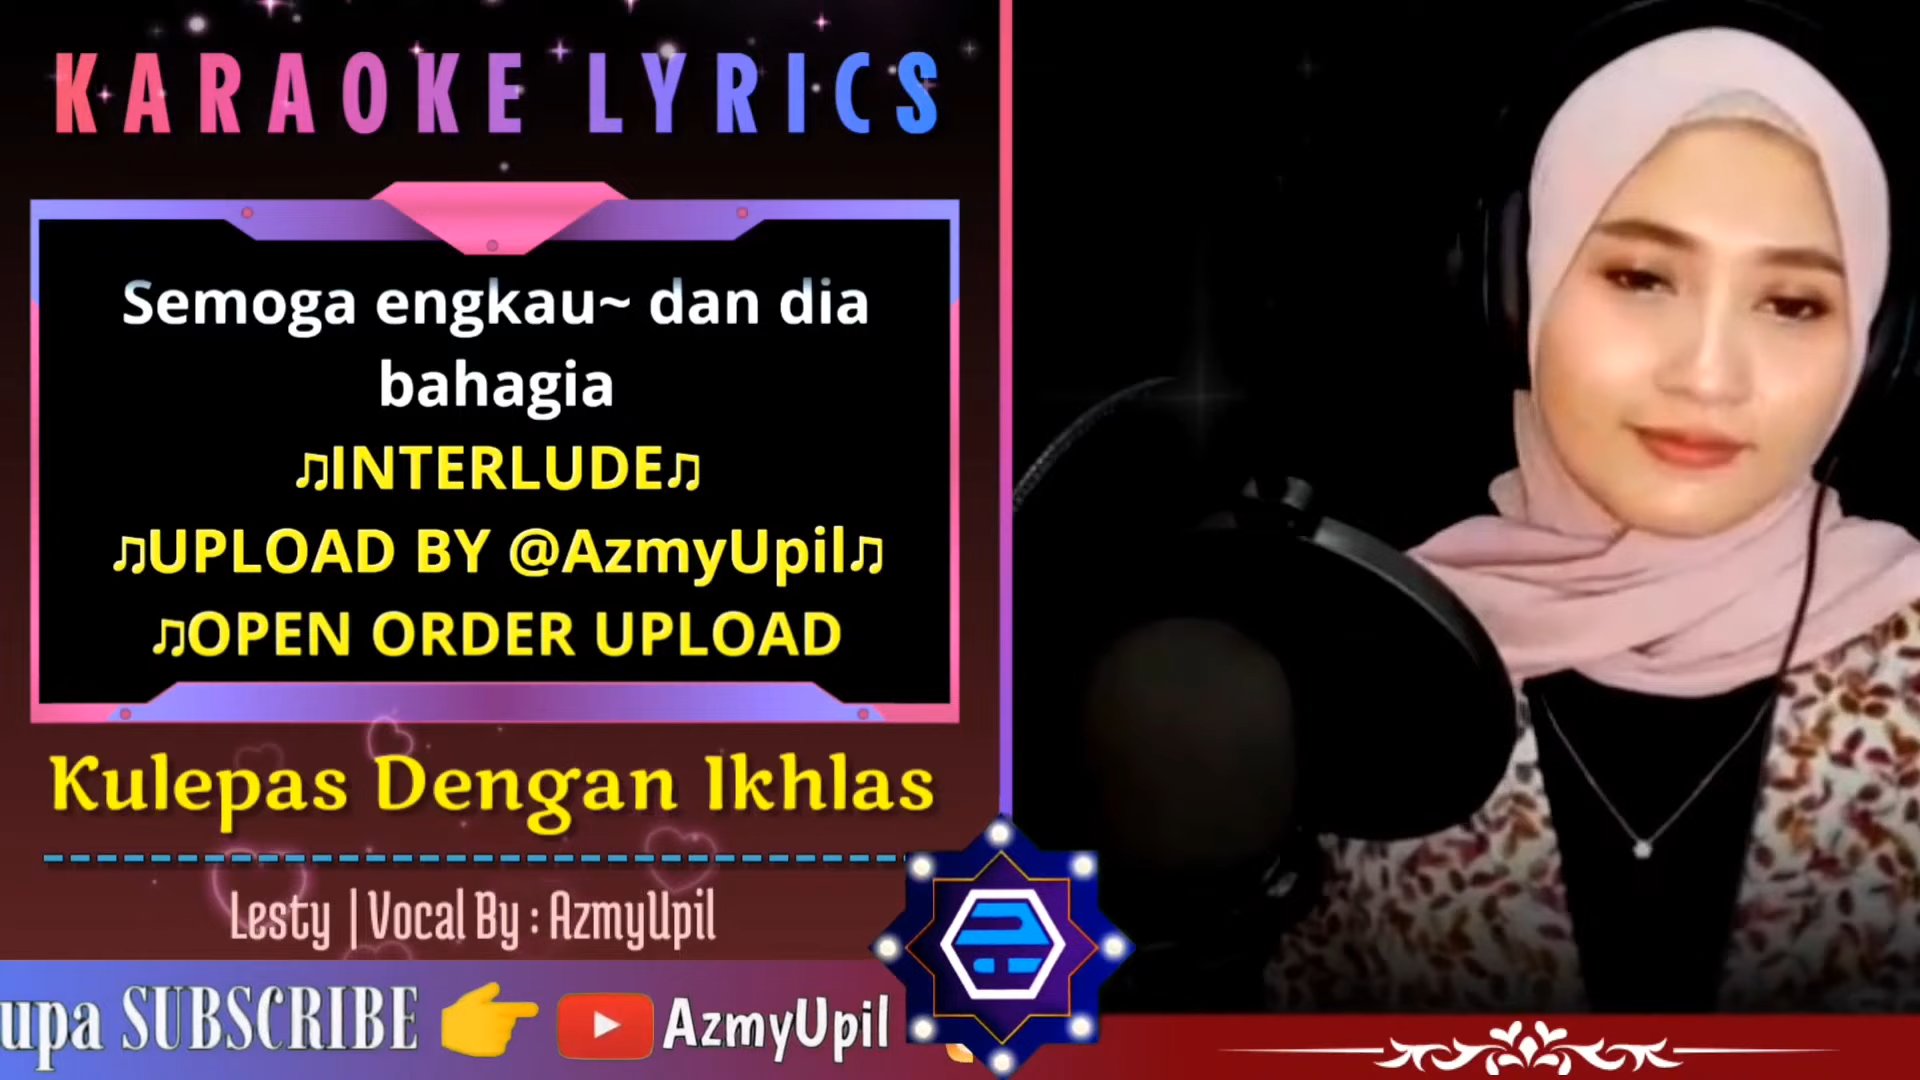 KARAOKE LYRICS
Semoga engkau~ dan dia
bahagia
♫INTERLUDE♫
♫UPLOAD BY @AzmyUpil♫
♫OPEN ORDER UPLOAD
Kulepas Dengan Ikhlas
Lesty | Vocal By : AzmyUpil
upa SUBSCRIBE 👉 AzmyUpil